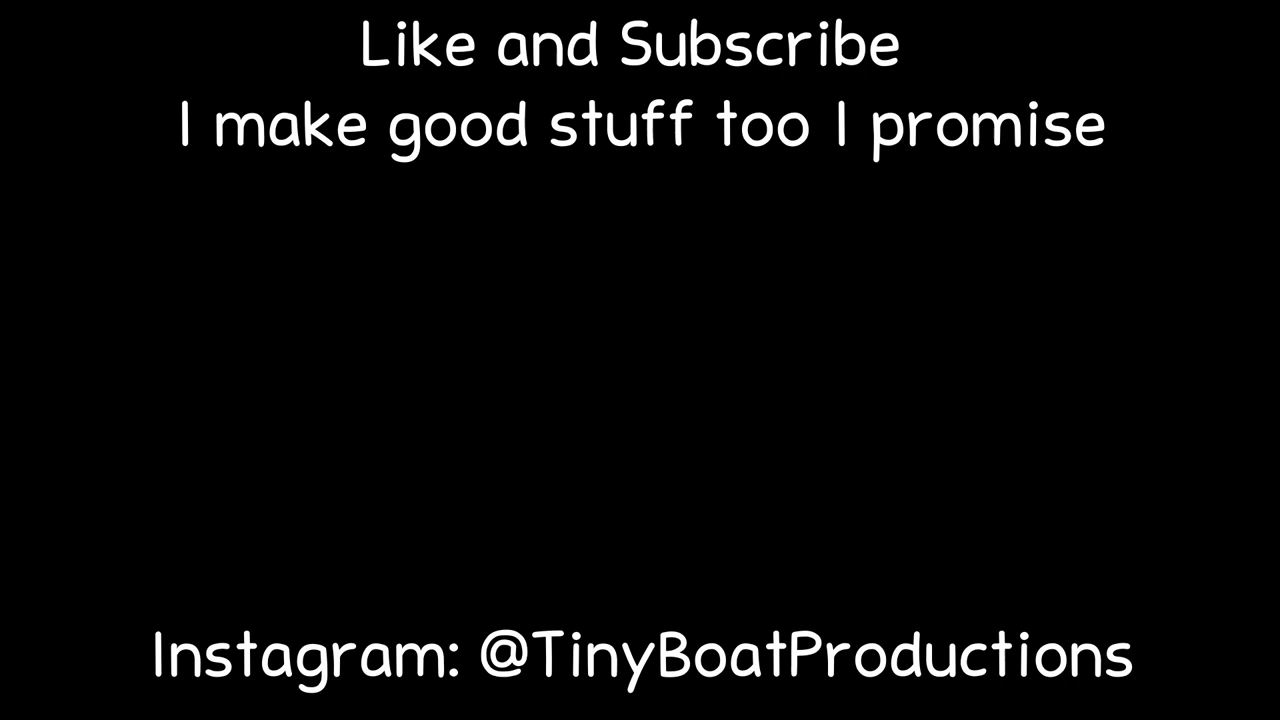 Like and Subscribe
I make good stuff too I promise
Instagram: @TinyBoatProductions